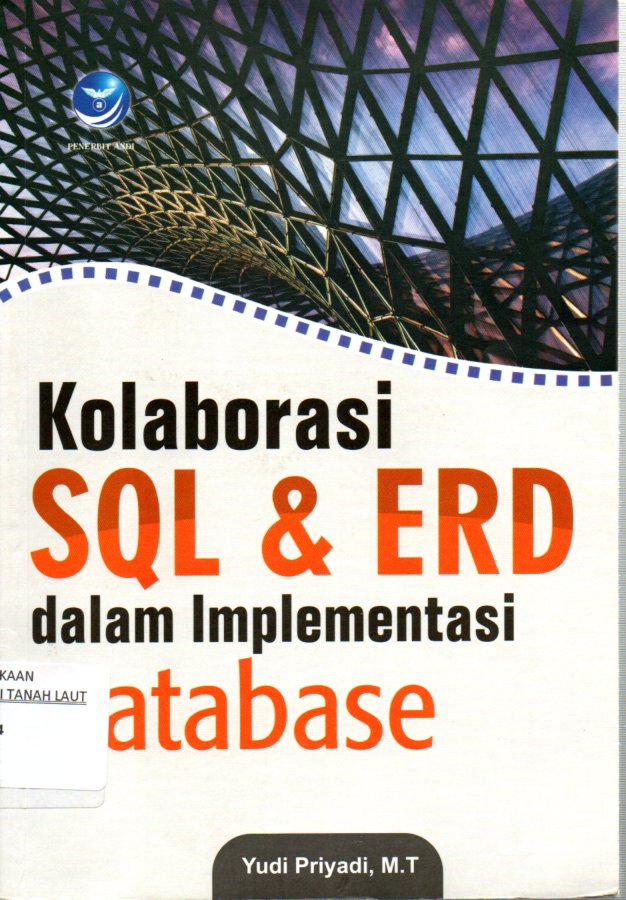 a
PENERBIT ANDI
Kolaborasi
SQL & ERD
dalam Implementasi
atabase
KAAN
I TANAH LAUT
4
Yudi Priyadi, M.T